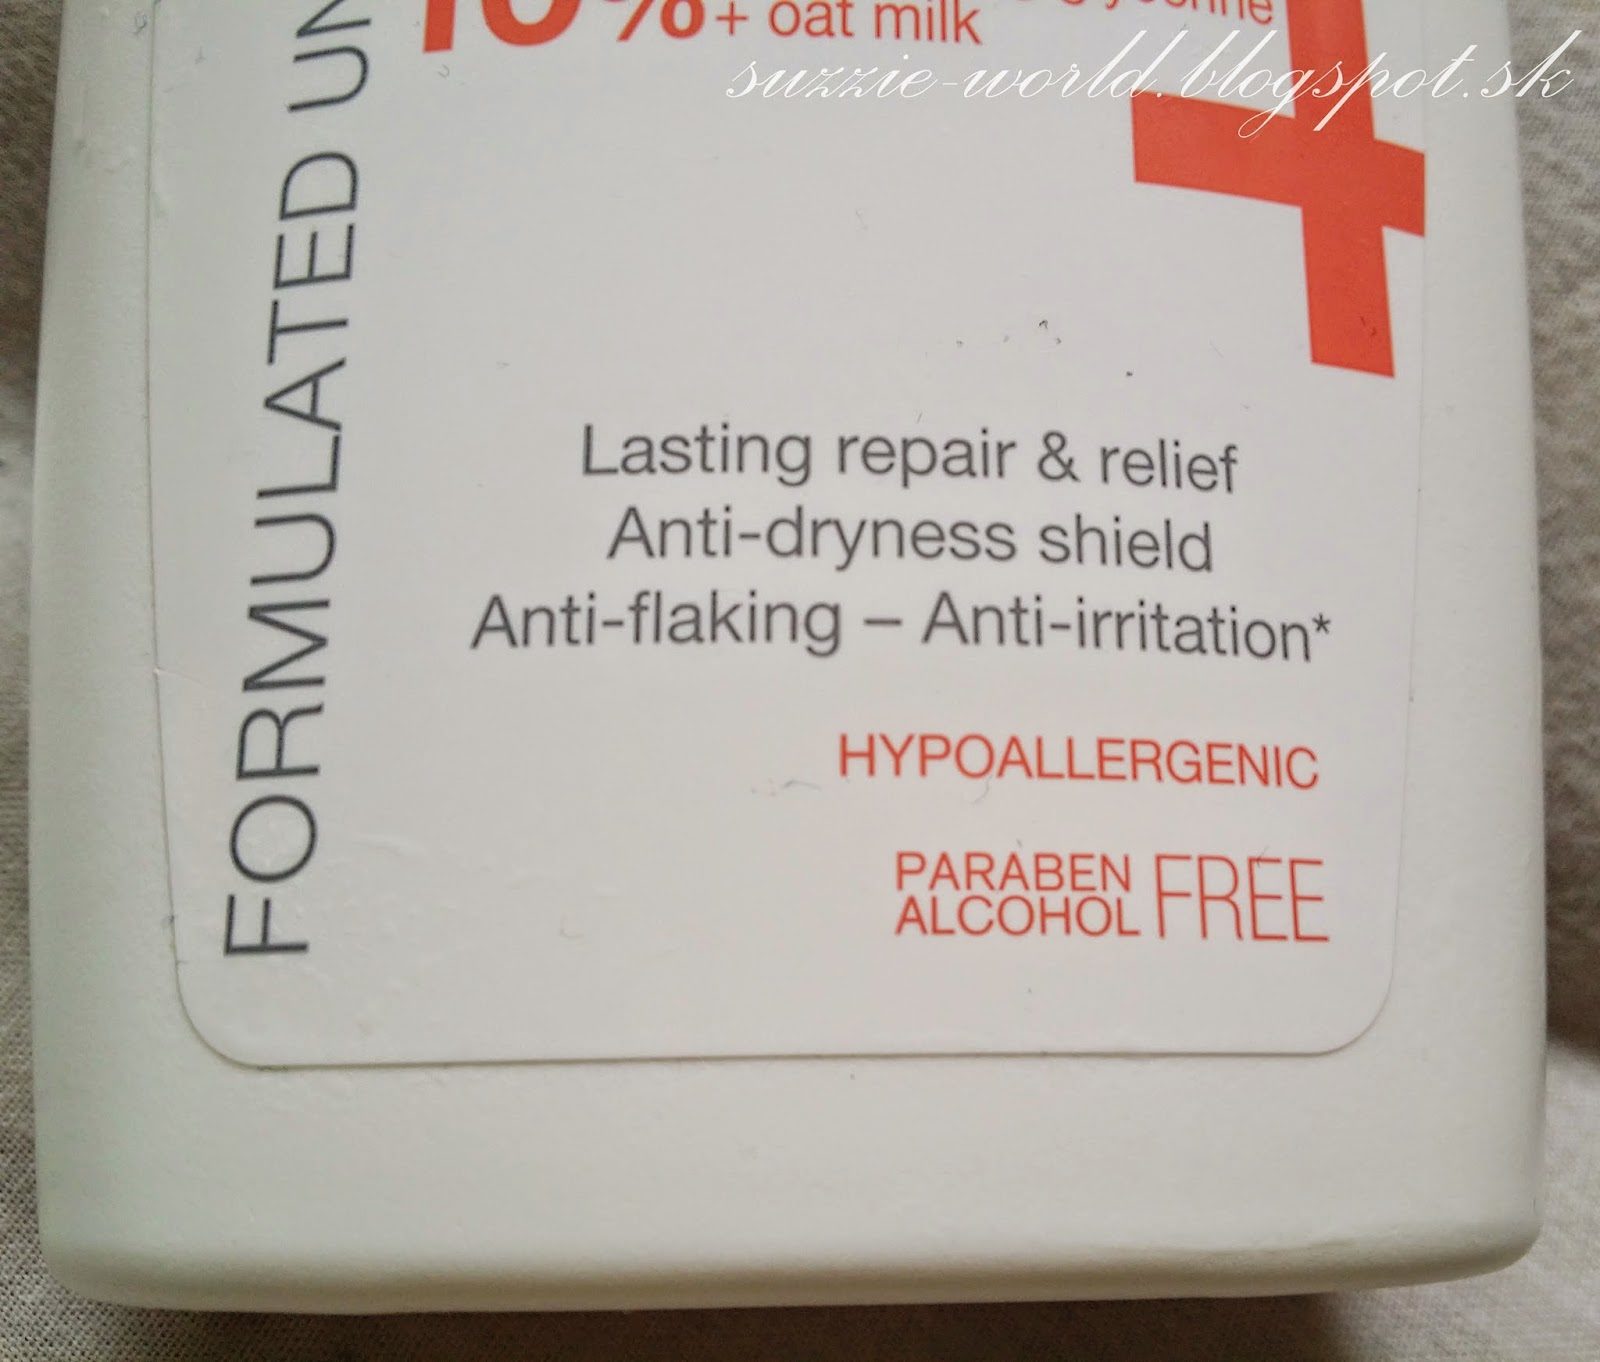 10% + oat milk
suzzie-world.blogspot.sk
FORMULATED
Lasting repair & relief
Anti-dryness shield
Anti-flaking – Anti-irritation*
HYPOALLERGENIC
PARABEN
ALCOHOL FREE